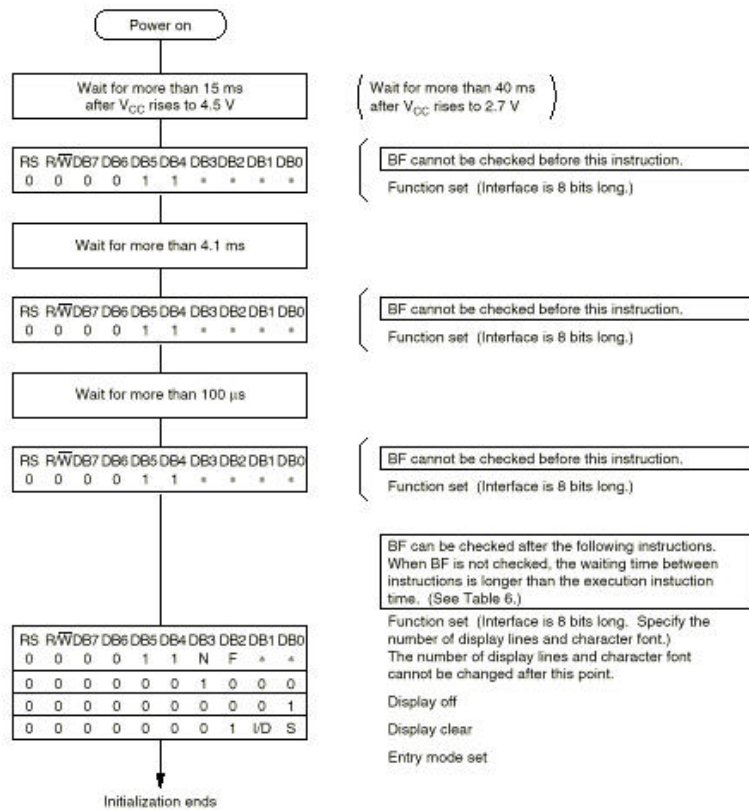 Power on
Wait for more than 15 ms
after VCC rises to 4.5 V
Wait for more than 40 ms
after VCC rises to 2.7 V
RS R/W DB7 DB6 DB5 DB4 DB3 DB2 DB1 DB0
0 0 0 0 1 1 * * * *
BF cannot be checked before this instruction.
Function set (Interface is 8 bits long.)
Wait for more than 4.1 ms
RS R/W DB7 DB6 DB5 DB4 DB3 DB2 DB1 DB0
0 0 0 0 1 1 * * * *
BF cannot be checked before this instruction.
Function set (Interface is 8 bits long.)
Wait for more than 100 µs
RS R/W DB7 DB6 DB5 DB4 DB3 DB2 DB1 DB0
0 0 0 0 1 1 * * * *
BF cannot be checked before this instruction.
Function set (Interface is 8 bits long.)
BF can be checked after the following instructions.
When BF is not checked, the waiting time between
instructions is longer than the execution instuction
time. (See Table 6.)
RS R/W DB7 DB6 DB5 DB4 DB3 DB2 DB1 DB0
0 0 0 0 1 1 N F * *
0 0 0 0 0 0 1 0 0 0
0 0 0 0 0 0 0 0 0 1
0 0 0 0 0 0 0 1 I/D S
Function set (Interface is 8 bits long. Specify the
number of display lines and character font.)
The number of display lines and character font
cannot be changed after this point.
Display off
Display clear
Entry mode set
Initialization ends